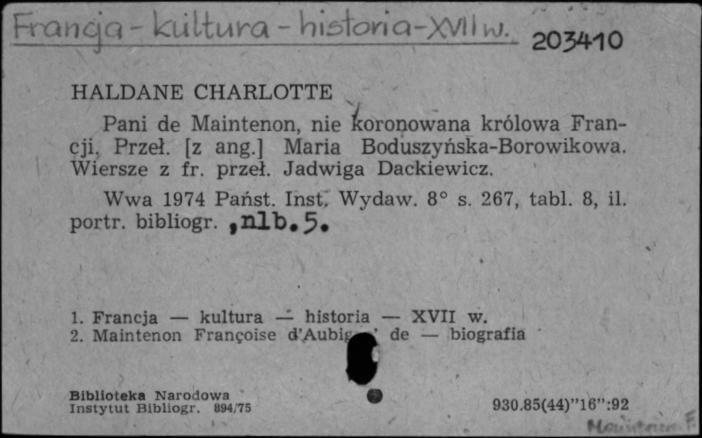 Francja - kultura - historia - XVII w.
203410
HALDANE CHARLOTTE
Pani de Maintenon, nie koronowana królowa Fran-
cji, Przeł. [z ang.] Maria Boduszyńska-Borowikowa.
Wiersze z fr. przeł. Jadwiga Dackiewicz.
Wwa 1974 Państ. Inst. Wydaw. 8° s. 267, tabl. 8, il.
portr. bibliogr. ,nlb.5.
1. Francja — kultura — historia — XVII w.
2. Maintenon Françoise de — biografia
Biblioteka Narodowa
Instytut Bibliogr. 894/75
930.85(44)"16":92